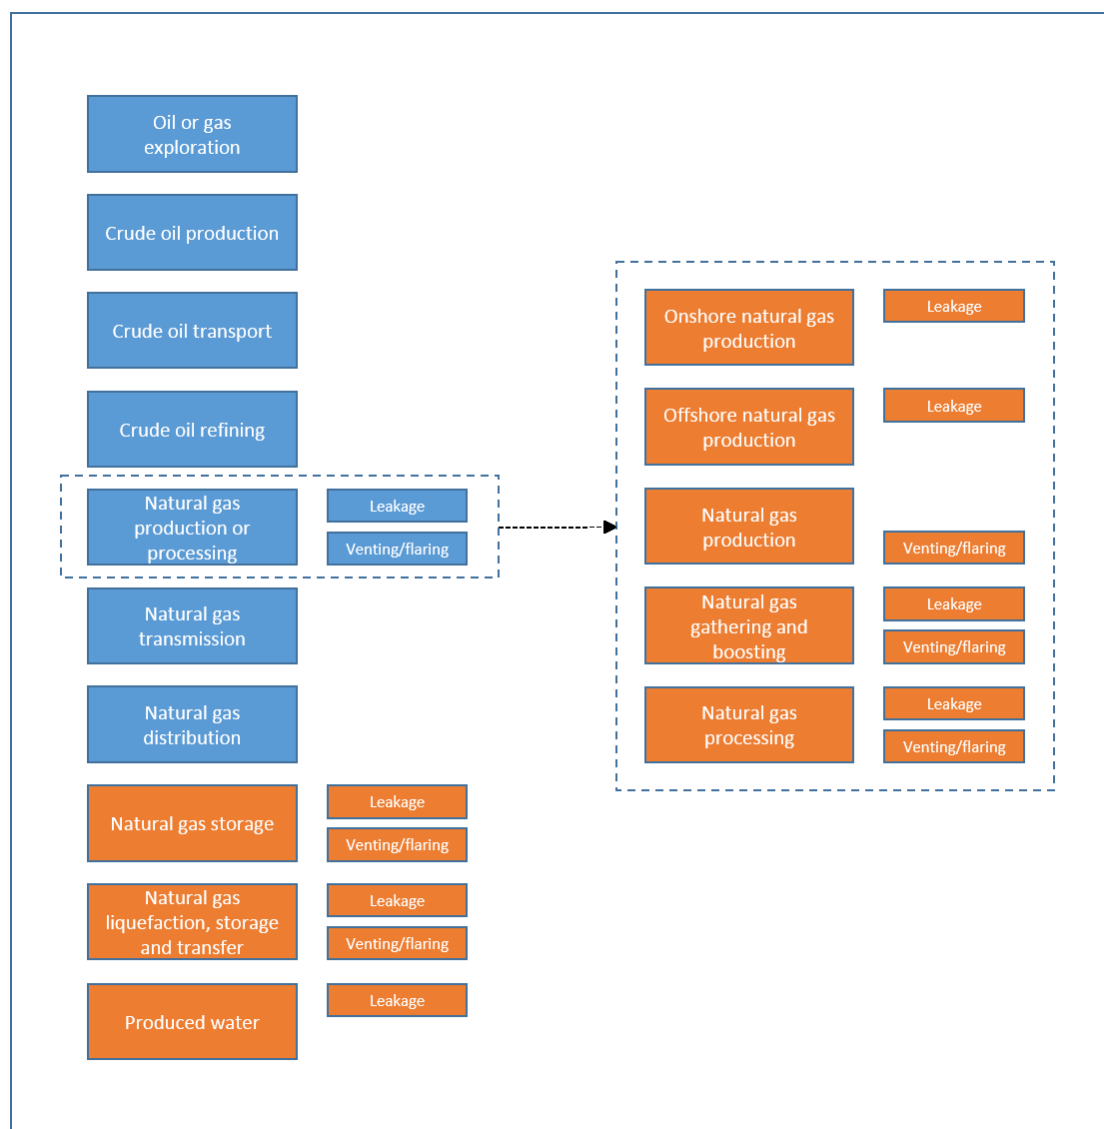 Oil or gas
exploration
Crude oil production
Crude oil transport
Crude oil refining
Natural gas
production or
processing
Leakage
Venting/flaring
Natural gas
transmission
Natural gas
distribution
Natural gas storage
Leakage
Venting/flaring
Natural gas
liquefaction, storage
and transfer
Leakage
Venting/flaring
Produced water
Leakage
Onshore natural gas
production
Leakage
Offshore natural gas
production
Leakage
Natural gas
production
Venting/flaring
Natural gas
gathering and
boosting
Leakage
Venting/flaring
Natural gas
processing
Leakage
Venting/flaring